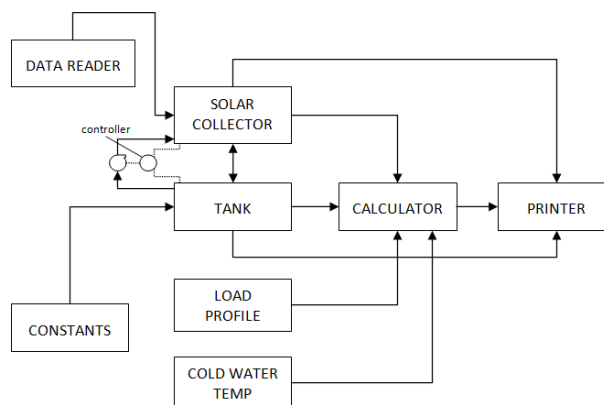 DATA READER
SOLAR
COLLECTOR
controller
TANK
CALCULATOR
PRINTER
LOAD
PROFILE
CONSTANTS
COLD WATER
TEMP